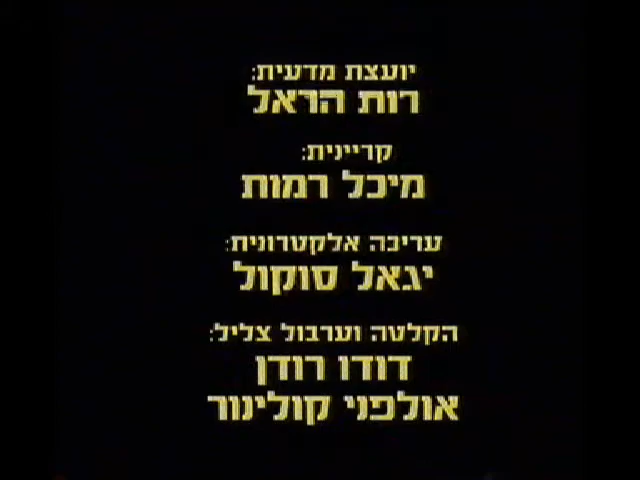 יועצת מדעית:
רות הראל
קריינית:
מיכל רמות
עריכה אלקטרונית:
יגאל סוקול
הקלטה וערבול צליל:
דודו רודן
אולפני קולינור